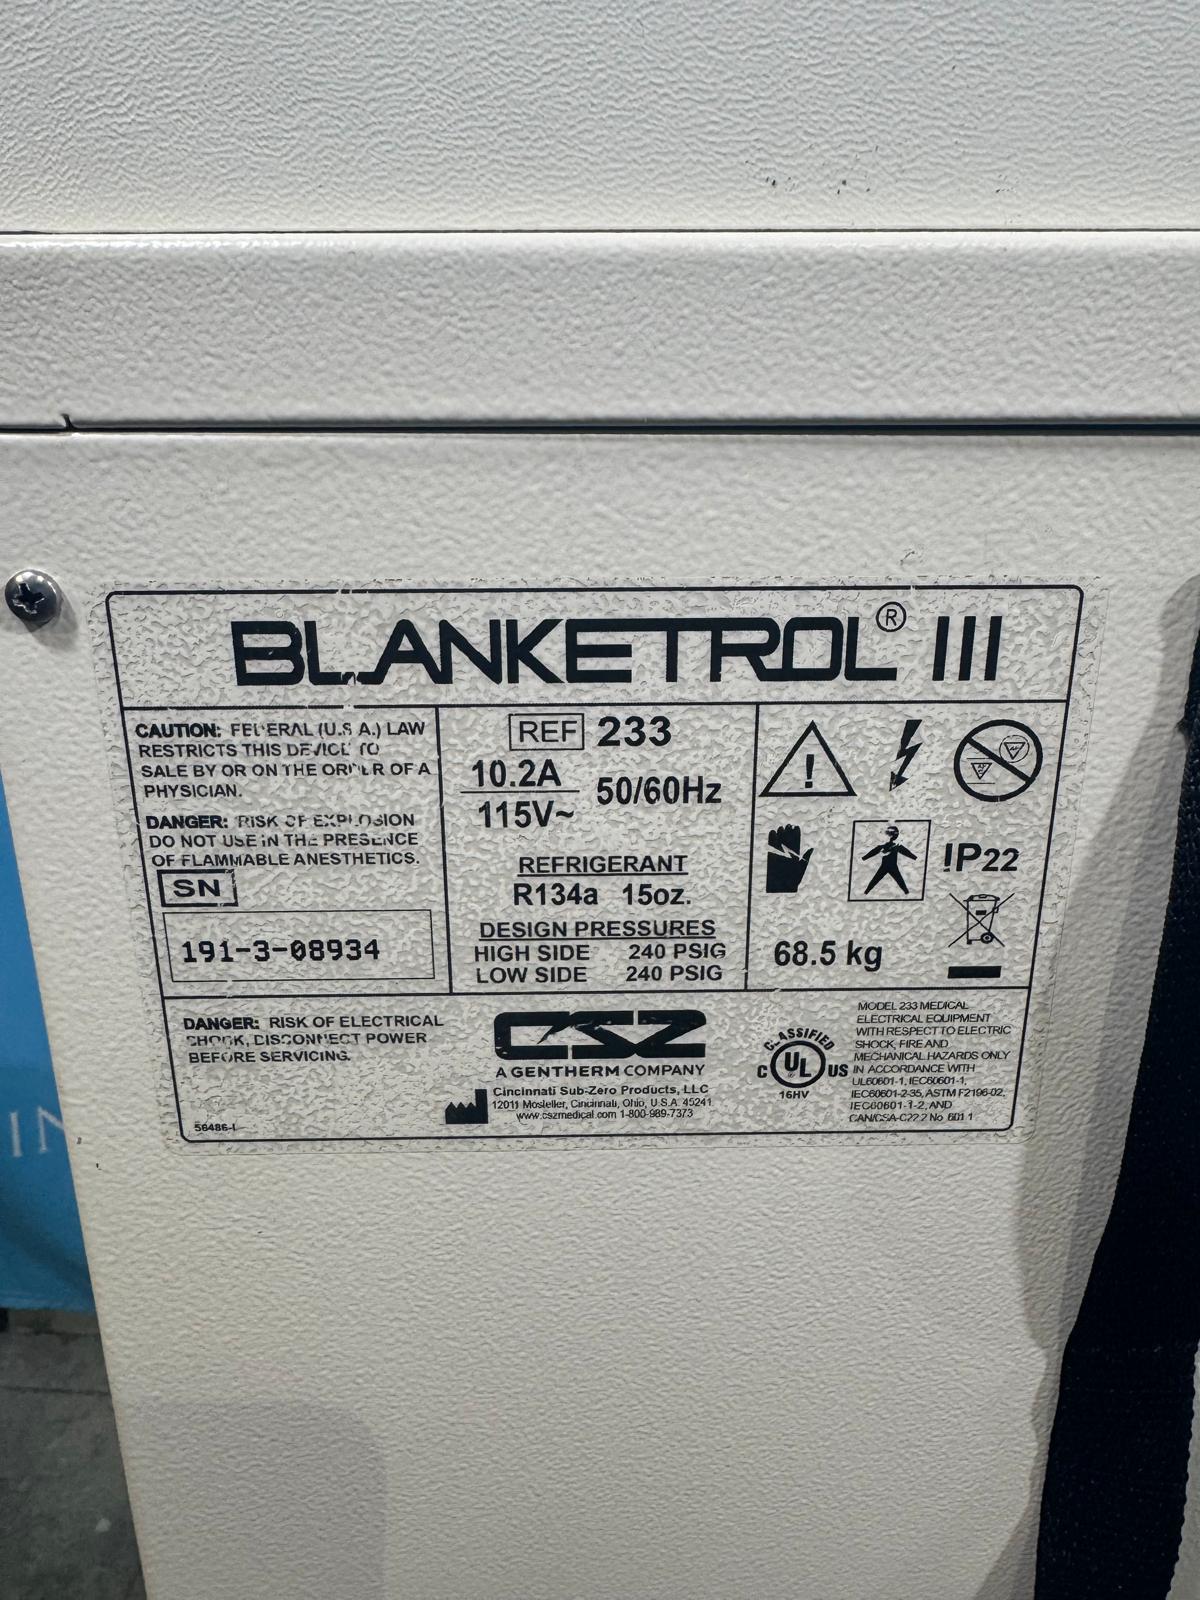 BLANKETROL® III
CAUTION: FEDERAL (U.S.A.) LAW
RESTRICTS THIS DEVICE TO
SALE BY OR ON THE ORDER OF A
PHYSICIAN.
DANGER: RISK OF EXPLOSION
DO NOT USE IN THE PRESENCE
OF FLAMMABLE ANESTHETICS.
SN
191-3-08934
REF 233
10.2A
115V~
50/60Hz
REFRIGERANT
R134a 15oz.
DESIGN PRESSURES
HIGH SIDE 240 PSIG
LOW SIDE 240 PSIG
!
IP22
68.5 kg
DANGER: RISK OF ELECTRICAL
SHOCK, DISCONNECT POWER
BEFORE SERVICING.
CSZ
A GENTHERM COMPANY
Cincinnati Sub-Zero Products, LLC
12011 Mosteller, Cincinnati, Ohio, U.S.A. 45241
www.cszmedical.com 1-800-989-7373
CLASSIFIED
C UL US
16HV
MODEL 233 MEDICAL
ELECTRICAL EQUIPMENT
WITH RESPECT TO ELECTRIC
SHOCK, FIRE AND
MECHANICAL HAZARDS ONLY
IN ACCORDANCE WITH
UL60601-1, IEC60601-1,
IEC60601-2-35, ASTM F2196-02,
IEC60601-1-2, AND
CAN/CSA-C22.2 No. 601.1
IN